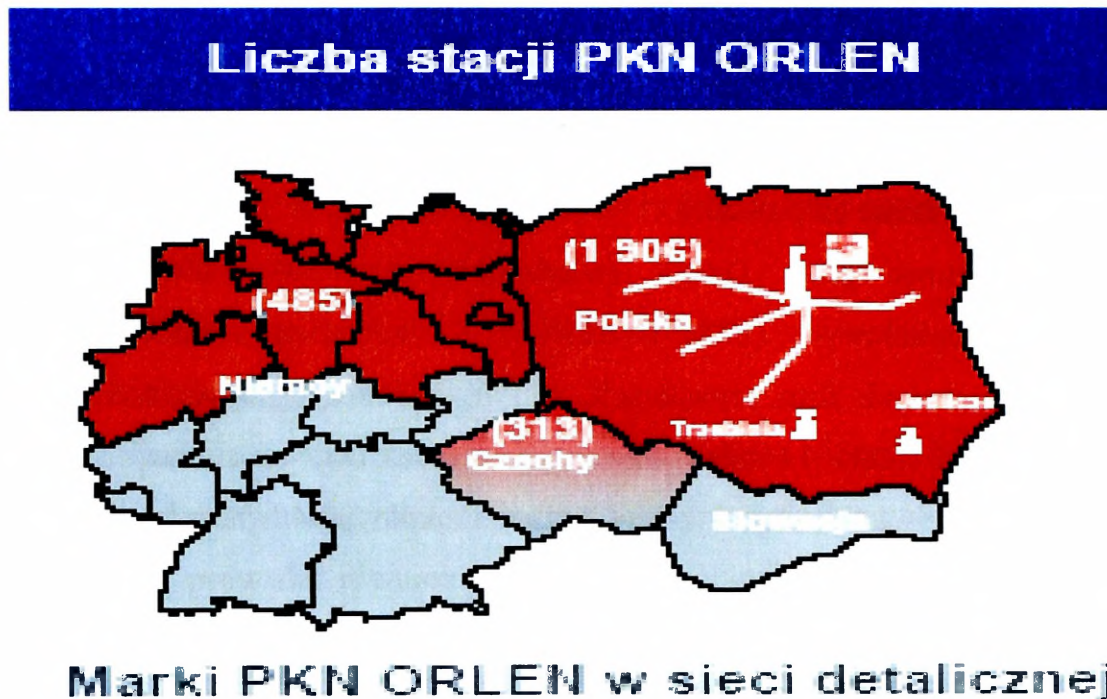 Liczba stacji PKN ORLEN
(1 906)
Płock
(485)
Polska
Niemcy
Jedlicze
(313)
Trzebinia
Czechy
Słowacja
Marki PKN ORLEN w sieci detalicznej